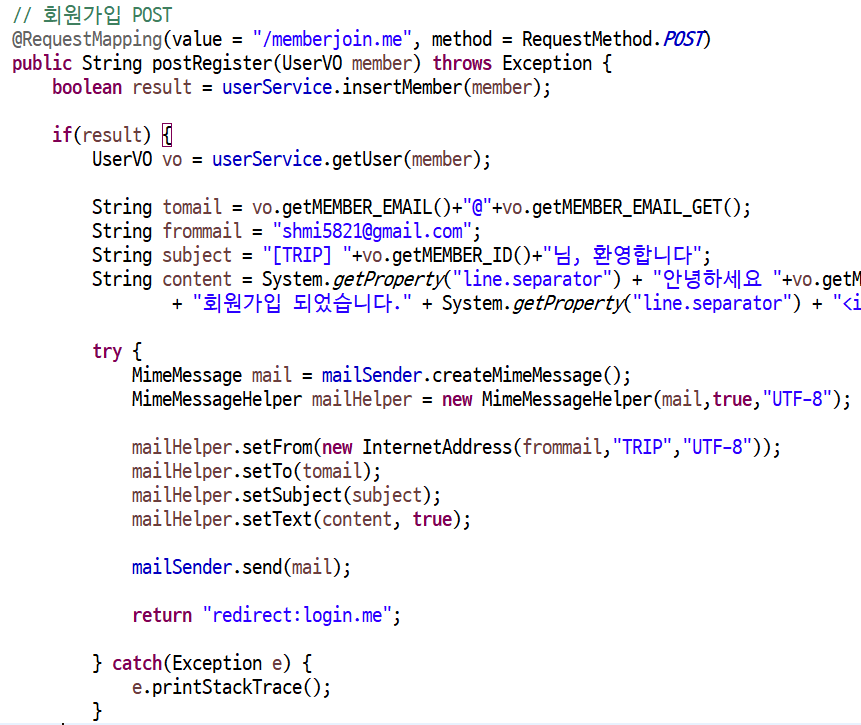 // 회원가입 POST
@RequestMapping(value = "/memberjoin.me", method = RequestMethod.POST)
public String postRegister(UserVO member) throws Exception {
boolean result = userService.insertMember(member);
if(result) {
UserVO vo = userService.getUser(member);
String tomail = vo.getMEMBER_EMAIL()+"@"+vo.getMEMBER_EMAIL_GET();
String frommail = "shmi5821@gmail.com";
String subject = "[TRIP] "+vo.getMEMBER_ID()+"님, 환영합니다";
String content = System.getProperty("line.separator") + "안녕하세요 "+vo.getM
+ "회원가입 되었습니다." + System.getProperty("line.separator") + "<i
try {
MimeMessage mail = mailSender.createMimeMessage();
MimeMessageHelper mailHelper = new MimeMessageHelper(mail,true,"UTF-8");
mailHelper.setFrom(new InternetAddress(frommail,"TRIP","UTF-8"));
mailHelper.setTo(tomail);
mailHelper.setSubject(subject);
mailHelper.setText(content, true);
mailSender.send(mail);
return "redirect:login.me";
} catch(Exception e) {
e.printStackTrace();
}